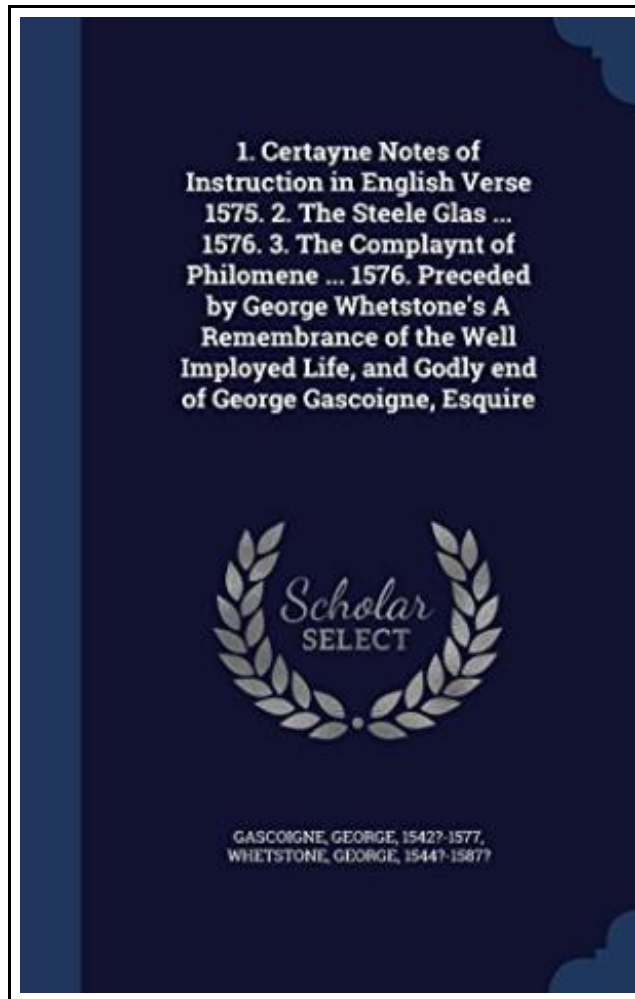 1. Certayne Notes of
Instruction in English Verse
1575. 2. The Steele Glas ...
1576. 3. The Complaynt of
Philomene ... 1576. Preceded
by George Whetstone's A
Remembrance of the Well
Imployed Life, and Godly end
of George Gascoigne, Esquire
Scholar
SELECT
GASCOIGNE, GEORGE, 1542?-1577,
WHETSTONE, GEORGE, 1544?-1587?